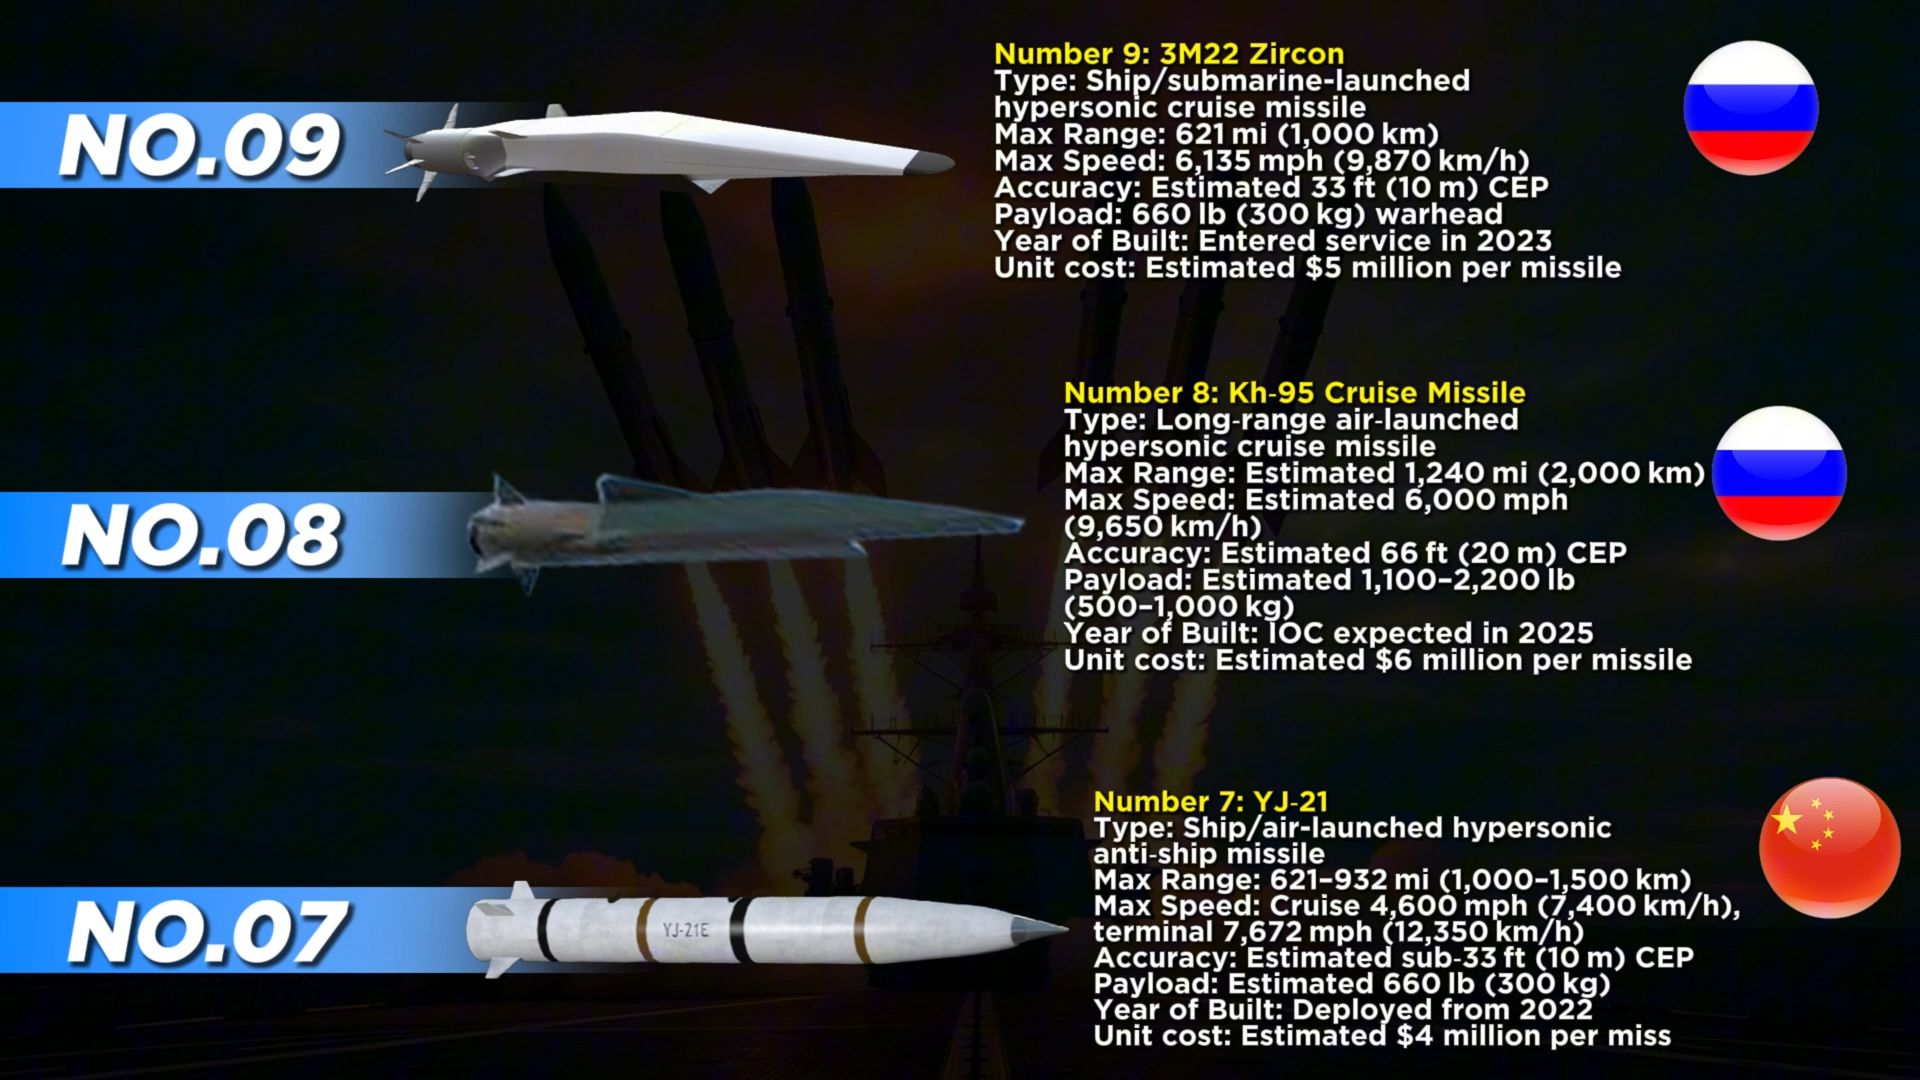 NO.09
Number 9: 3M22 Zircon
Type: Ship/submarine-launched
hypersonic cruise missile
Max Range: 621 mi (1,000 km)
Max Speed: 6,135 mph (9,870 km/h)
Accuracy: Estimated 33 ft (10 m) CEP
Payload: 660 lb (300 kg) warhead
Year of Built: Entered service in 2023
Unit cost: Estimated $5 million per missile
NO.08
Number 8: Kh-95 Cruise Missile
Type: Long-range air-launched
hypersonic cruise missile
Max Range: Estimated 1,240 mi (2,000 km)
Max Speed: Estimated 6,000 mph
(9,650 km/h)
Accuracy: Estimated 66 ft (20 m) CEP
Payload: Estimated 1,100–2,200 lb
(500–1,000 kg)
Year of Built: IOC expected in 2025
Unit cost: Estimated $6 million per missile
NO.07
YJ-21E
Number 7: YJ-21
Type: Ship/air-launched hypersonic
anti-ship missile
Max Range: 621–932 mi (1,000–1,500 km)
Max Speed: Cruise 4,600 mph (7,400 km/h),
terminal 7,672 mph (12,350 km/h)
Accuracy: Estimated sub-33 ft (10 m) CEP
Payload: Estimated 660 lb (300 kg)
Year of Built: Deployed from 2022
Unit cost: Estimated $4 million per miss